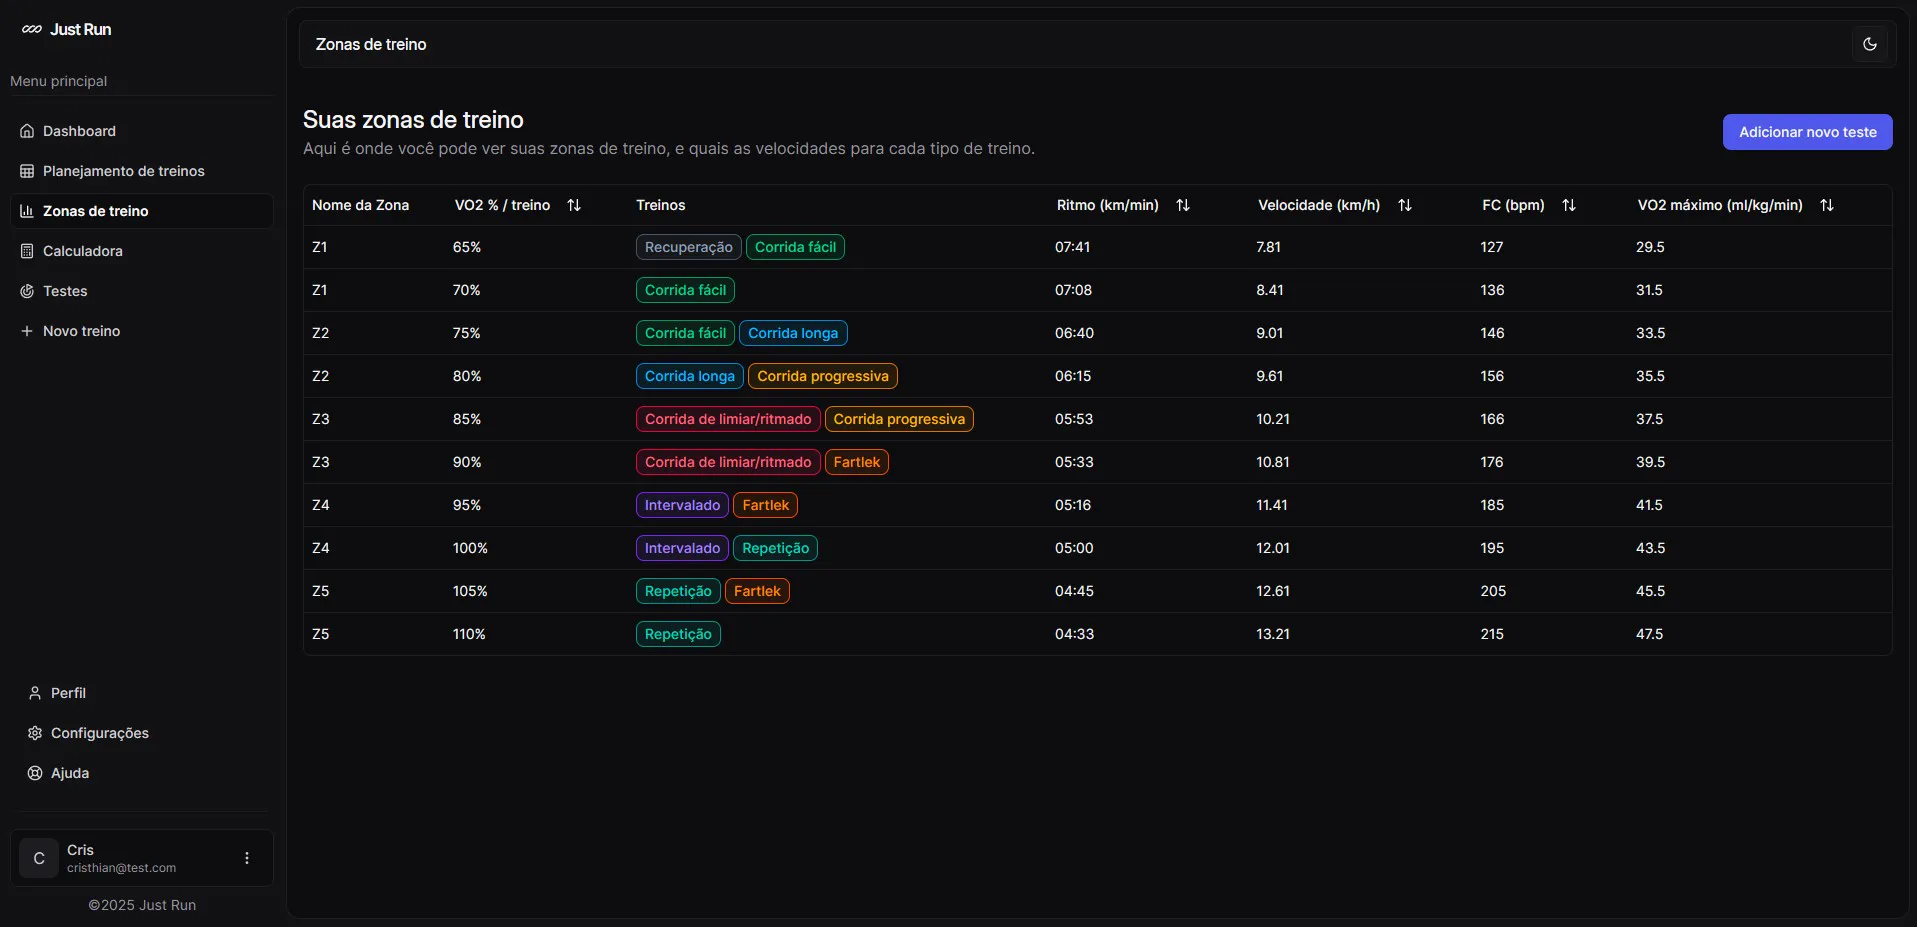 Just Run
Menu principal
Dashboard
Planejamento de treinos
Zonas de treino
Calculadora
Testes
Novo treino
Perfil
Configurações
Ajuda
C
Cris
cristhian@test.com
©2025 Just Run
Zonas de treino
Suas zonas de treino
Aqui é onde você pode ver suas zonas de treino, e quais as velocidades para cada tipo de treino.
Adicionar novo teste
Nome da Zona VO2 % / treino Treinos Ritmo (km/min) Velocidade (km/h) FC (bpm) VO2 máximo (ml/kg/min)
Z1 65% Recuperação Corrida fácil 07:41 7.81 127 29.5
Z1 70% Corrida fácil 07:08 8.41 136 31.5
Z2 75% Corrida fácil Corrida longa 06:40 9.01 146 33.5
Z2 80% Corrida longa Corrida progressiva 06:15 9.61 156 35.5
Z3 85% Corrida de limiar/ritmado Corrida progressiva 05:53 10.21 166 37.5
Z3 90% Corrida de limiar/ritmado Fartlek 05:33 10.81 176 39.5
Z4 95% Intervalado Fartlek 05:16 11.41 185 41.5
Z4 100% Intervalado Repetição 05:00 12.01 195 43.5
Z5 105% Repetição Fartlek 04:45 12.61 205 45.5
Z5 110% Repetição 04:33 13.21 215 47.5